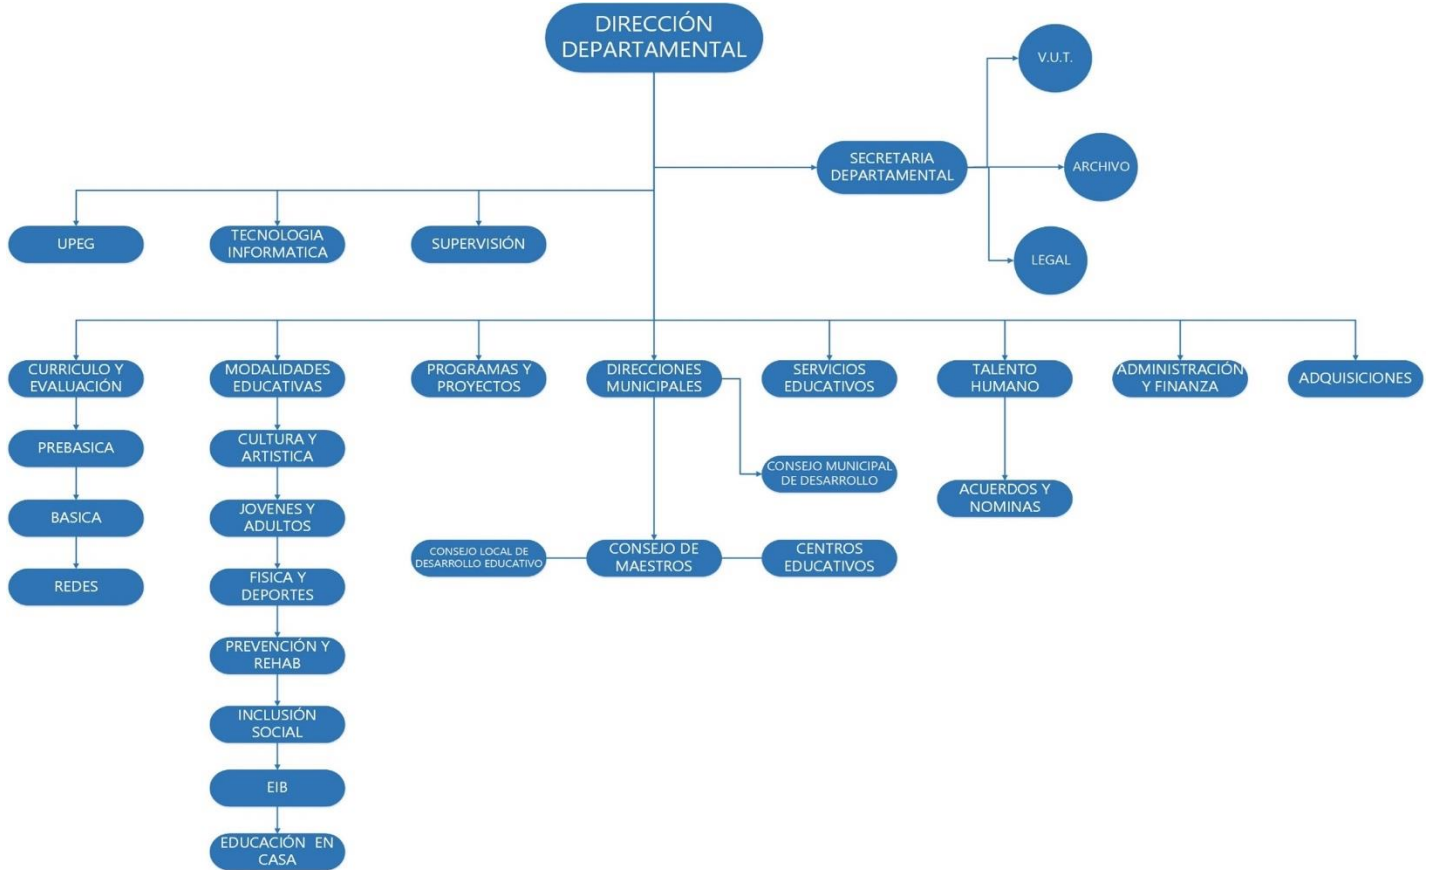 DIRECCIÓN
DEPARTAMENTAL
V.U.T.
SECRETARIA
DEPARTAMENTAL
ARCHIVO
UPEG
TECNOLOGIA
INFORMATICA
SUPERVISIÓN
LEGAL
CURRICULO Y
EVALUACIÓN
MODALIDADES
EDUCATIVAS
PROGRAMAS Y
PROYECTOS
DIRECIONES
MUNICIPALES
SERVICIOS
EDUCATIVOS
TALENTO
HUMANO
ADMINISTRACIÓN
Y FINANZA
ADQUISICIONES
PREBASICA
CULTURA Y
ARTISTICA
CONSEJO MUNICIPAL
DE DESARROLLO
ACUERDOS Y
NOMINAS
BASICA
JOVENES Y
ADULTOS
CONSEJO LOCAL DE
DESARROLLO EDUCATIVO
CONSEJO DE
MAESTROS
CENTROS
EDUCATIVOS
REDES
FISICA Y
DEPORTES
PREVENCIÓN Y
REHAB
INCLUSIÓN
SOCIAL
EIB
EDUCACIÓN EN
CASA